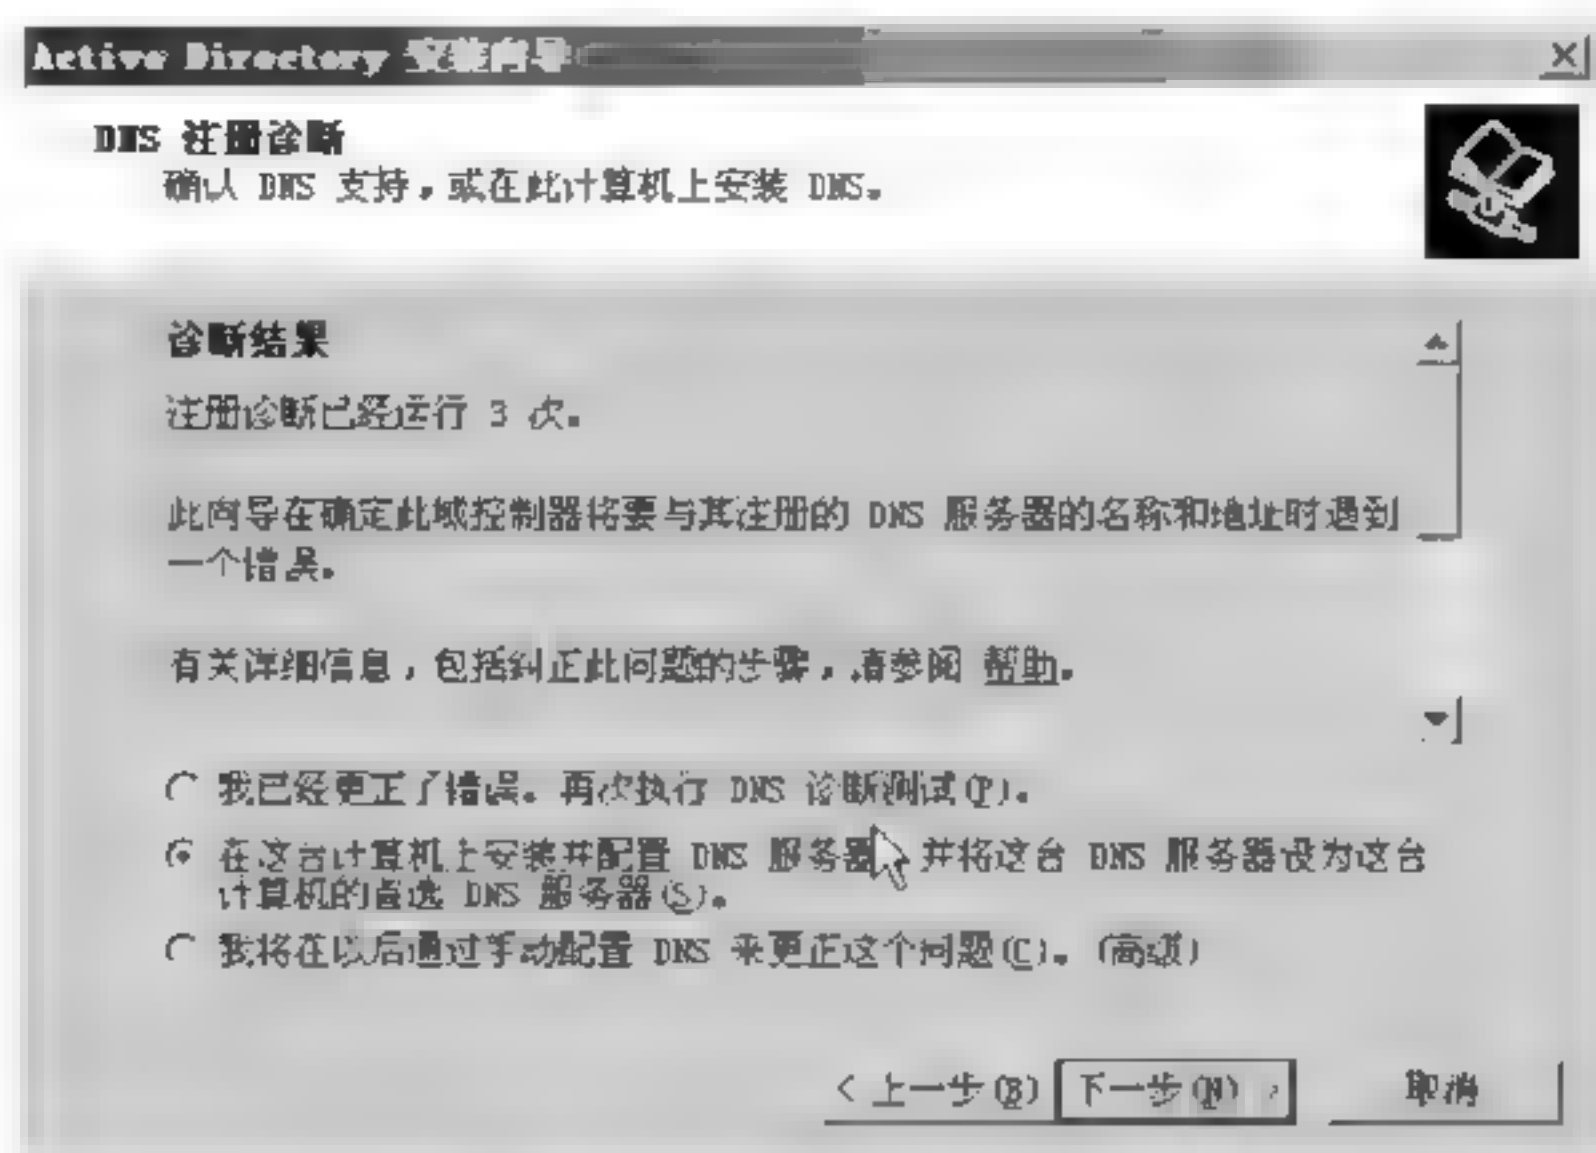 Active Directory 安装向导
DNS 注册诊断
确认 DNS 支持，或在此计算机上安装 DNS。
诊断结果
注册诊断已经运行 3 次。
此向导在确定此域控制器将要与其注册的 DNS 服务器的名称和地址时遇到
一个错误。
有关详细信息，包括纠正此问题的步骤，请参阅 帮助。
我已经更正了错误。再次执行 DNS 诊断测试(P)。
在这台计算机上安装并配置 DNS 服务器，并将这台 DNS 服务器设为这台
计算机的首选 DNS 服务器(S)。
我将在以后通过手动配置 DNS 来更正这个问题(C)。(高级)
< 上一步(B) 下一步(N) > 取消